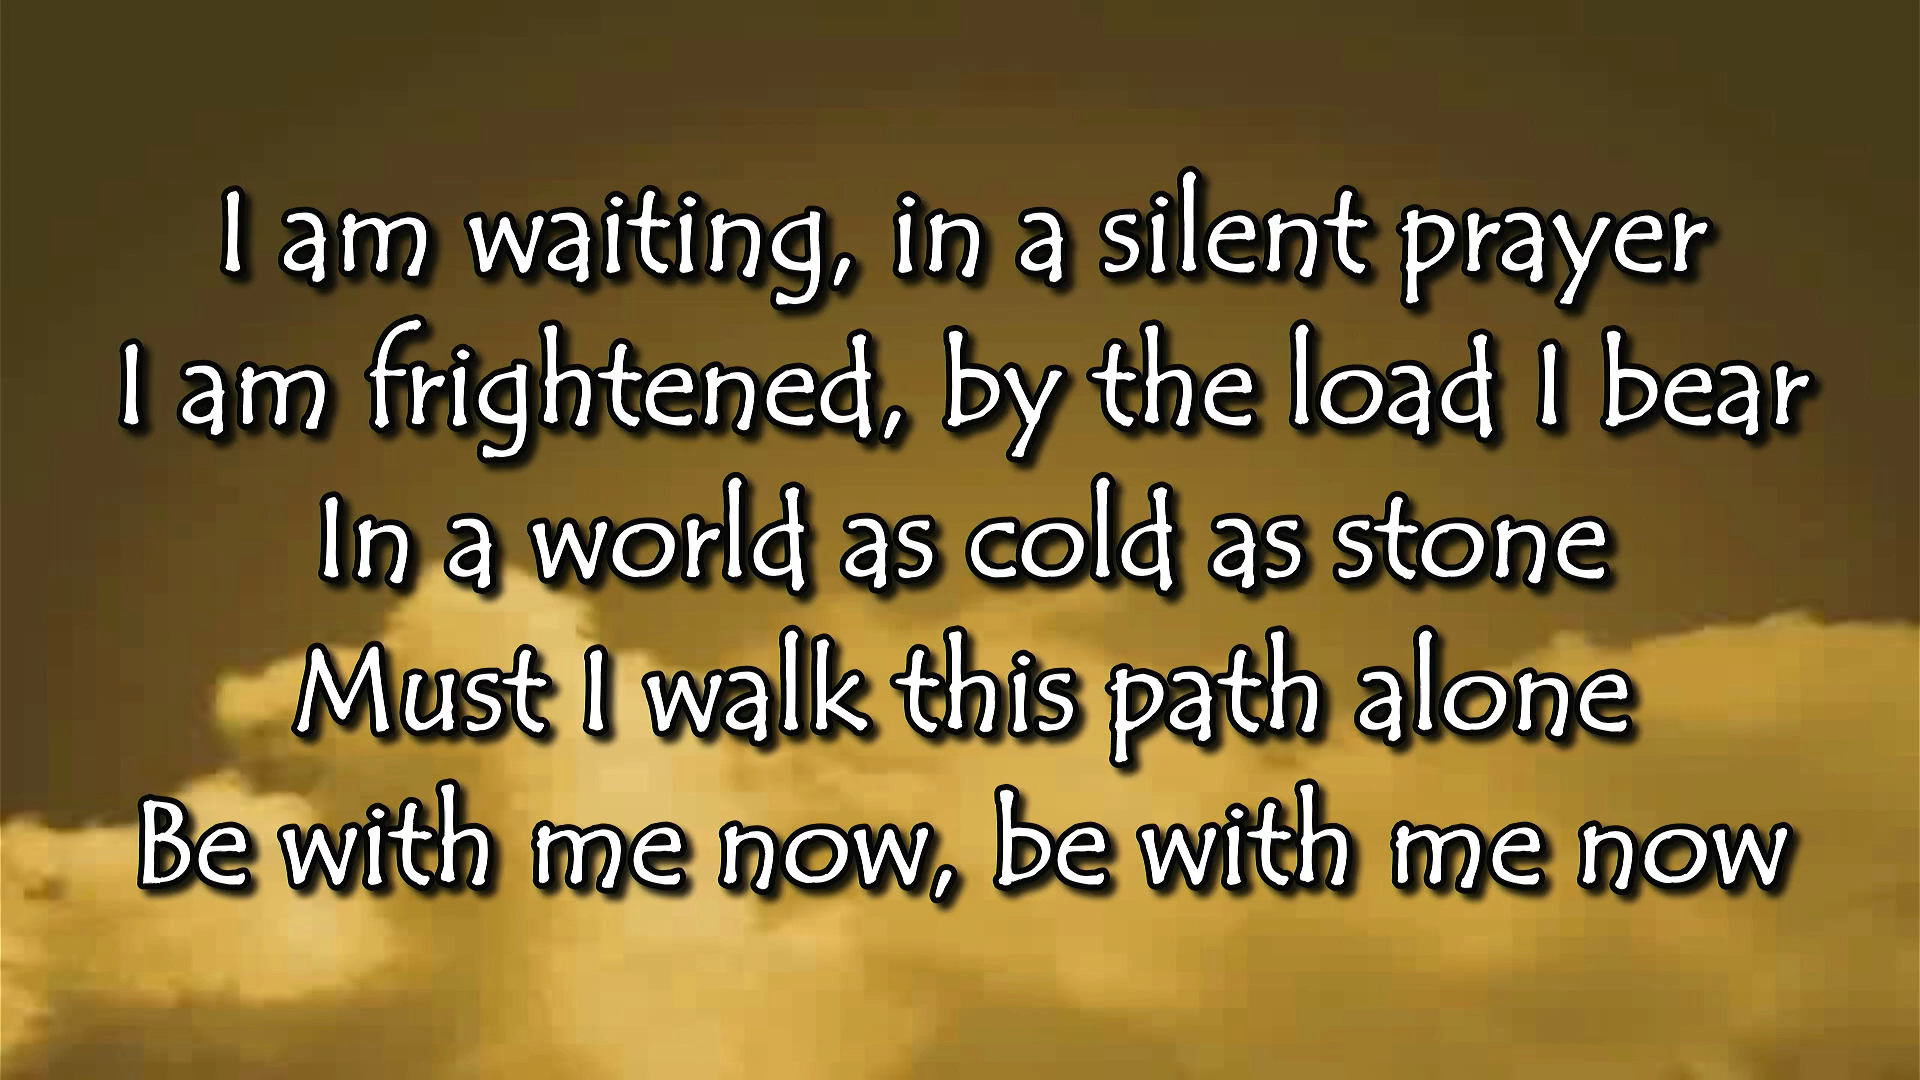 I am waiting, in a silent prayer
I am frightened, by the load I bear
In a world as cold as stone
Must I walk this path alone
Be with me now, be with me now